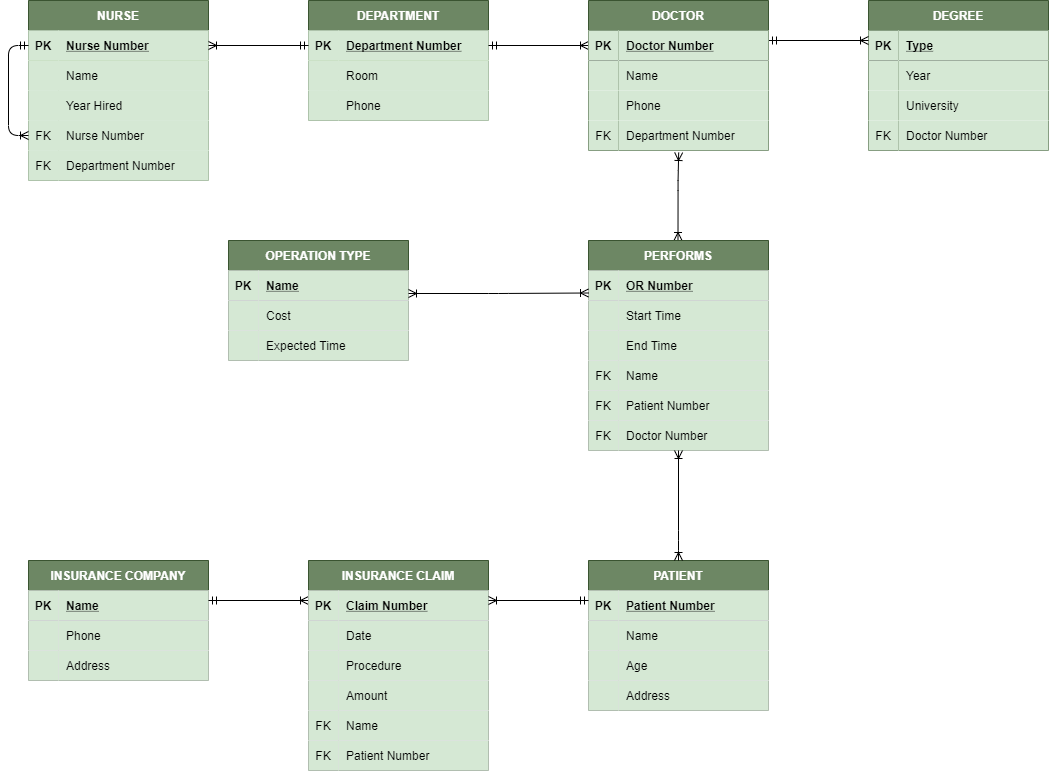 NURSE
PK Nurse Number
Name
Year Hired
FK Nurse Number
FK Department Number
DEPARTMENT
PK Department Number
Room
Phone
DOCTOR
PK Doctor Number
Name
Phone
FK Department Number
DEGREE
PK Type
Year
University
FK Doctor Number
OPERATION TYPE
PK Name
Cost
Expected Time
PERFORMS
PK OR Number
Start Time
End Time
FK Name
FK Patient Number
FK Doctor Number
INSURANCE COMPANY
PK Name
Phone
Address
INSURANCE CLAIM
PK Claim Number
Date
Procedure
Amount
FK Name
FK Patient Number
PATIENT
PK Patient Number
Name
Age
Address